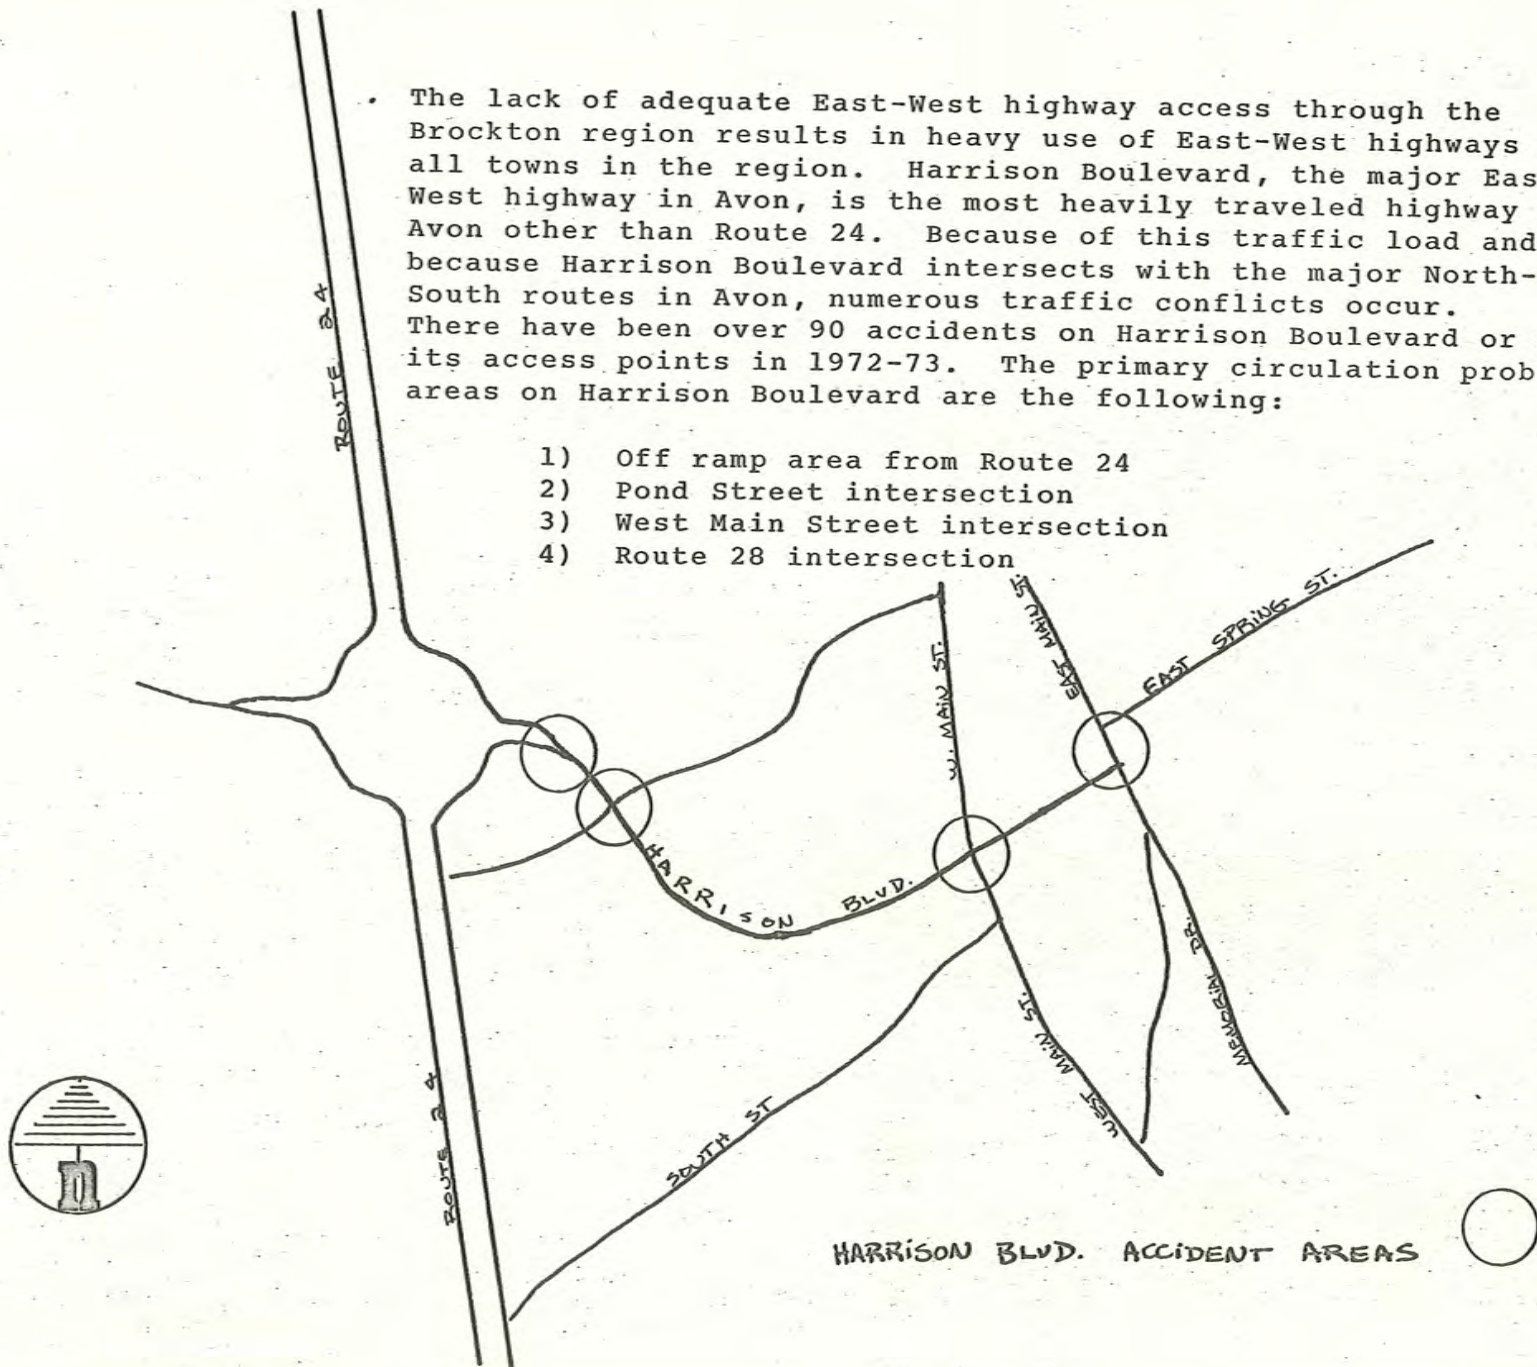 The lack of adequate East-West highway access through the
Brockton region results in heavy use of East-West highways
all towns in the region. Harrison Boulevard, the major Eas
West highway in Avon, is the most heavily traveled highway
Avon other than Route 24. Because of this traffic load and
because Harrison Boulevard intersects with the major North-
South routes in Avon, numerous traffic conflicts occur.
There have been over 90 accidents on Harrison Boulevard or
its access points in 1972-73. The primary circulation prob
areas on Harrison Boulevard are the following:
1) Off ramp area from Route 24
2) Pond Street intersection
3) West Main Street intersection
4) Route 28 intersection
ROUTE 24
W. MAIN ST.
EAST MAIN ST.
EAST SPRING ST.
HARRISON BLVD.
WEST MAIN ST.
MEMORIAL DR.
SOUTH ST
ROUTE 24
n
HARRISON BLVD. ACCIDENT AREAS